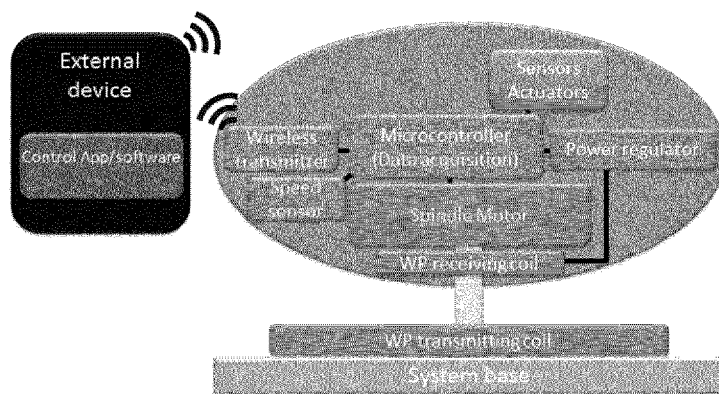 External
device
Control App/software
Sensors
Actuators
Wireless
transmitter
Microcontroller
(Data acquisition)
Power regulator
Speed
sensor
Spindle Motor
WP receiving coil
WP transmitting coil
System base